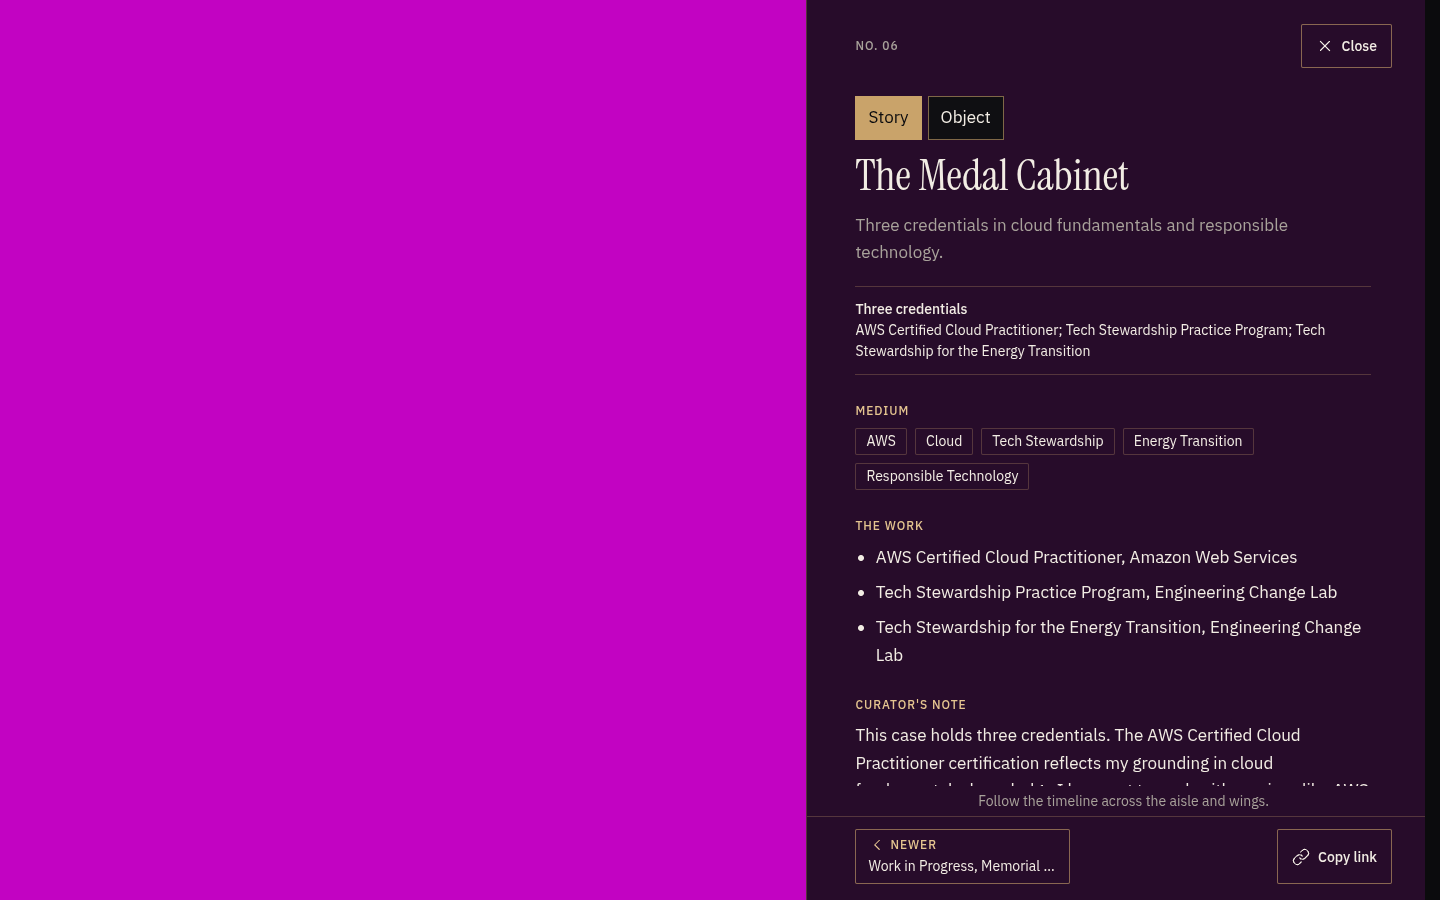 NO. 06
Close
Story
Object
The Medal Cabinet
Three credentials in cloud fundamentals and responsible
technology.
Three credentials
AWS Certified Cloud Practitioner; Tech Stewardship Practice Program; Tech
Stewardship for the Energy Transition
MEDIUM
AWS
Cloud
Tech Stewardship
Energy Transition
Responsible Technology
THE WORK
• AWS Certified Cloud Practitioner, Amazon Web Services
• Tech Stewardship Practice Program, Engineering Change Lab
• Tech Stewardship for the Energy Transition, Engineering Change
Lab
CURATOR'S NOTE
This case holds three credentials. The AWS Certified Cloud
Practitioner certification reflects my grounding in cloud
Follow the timeline across the aisle and wings.
NEWER
Work in Progress, Memorial ...
Copy link